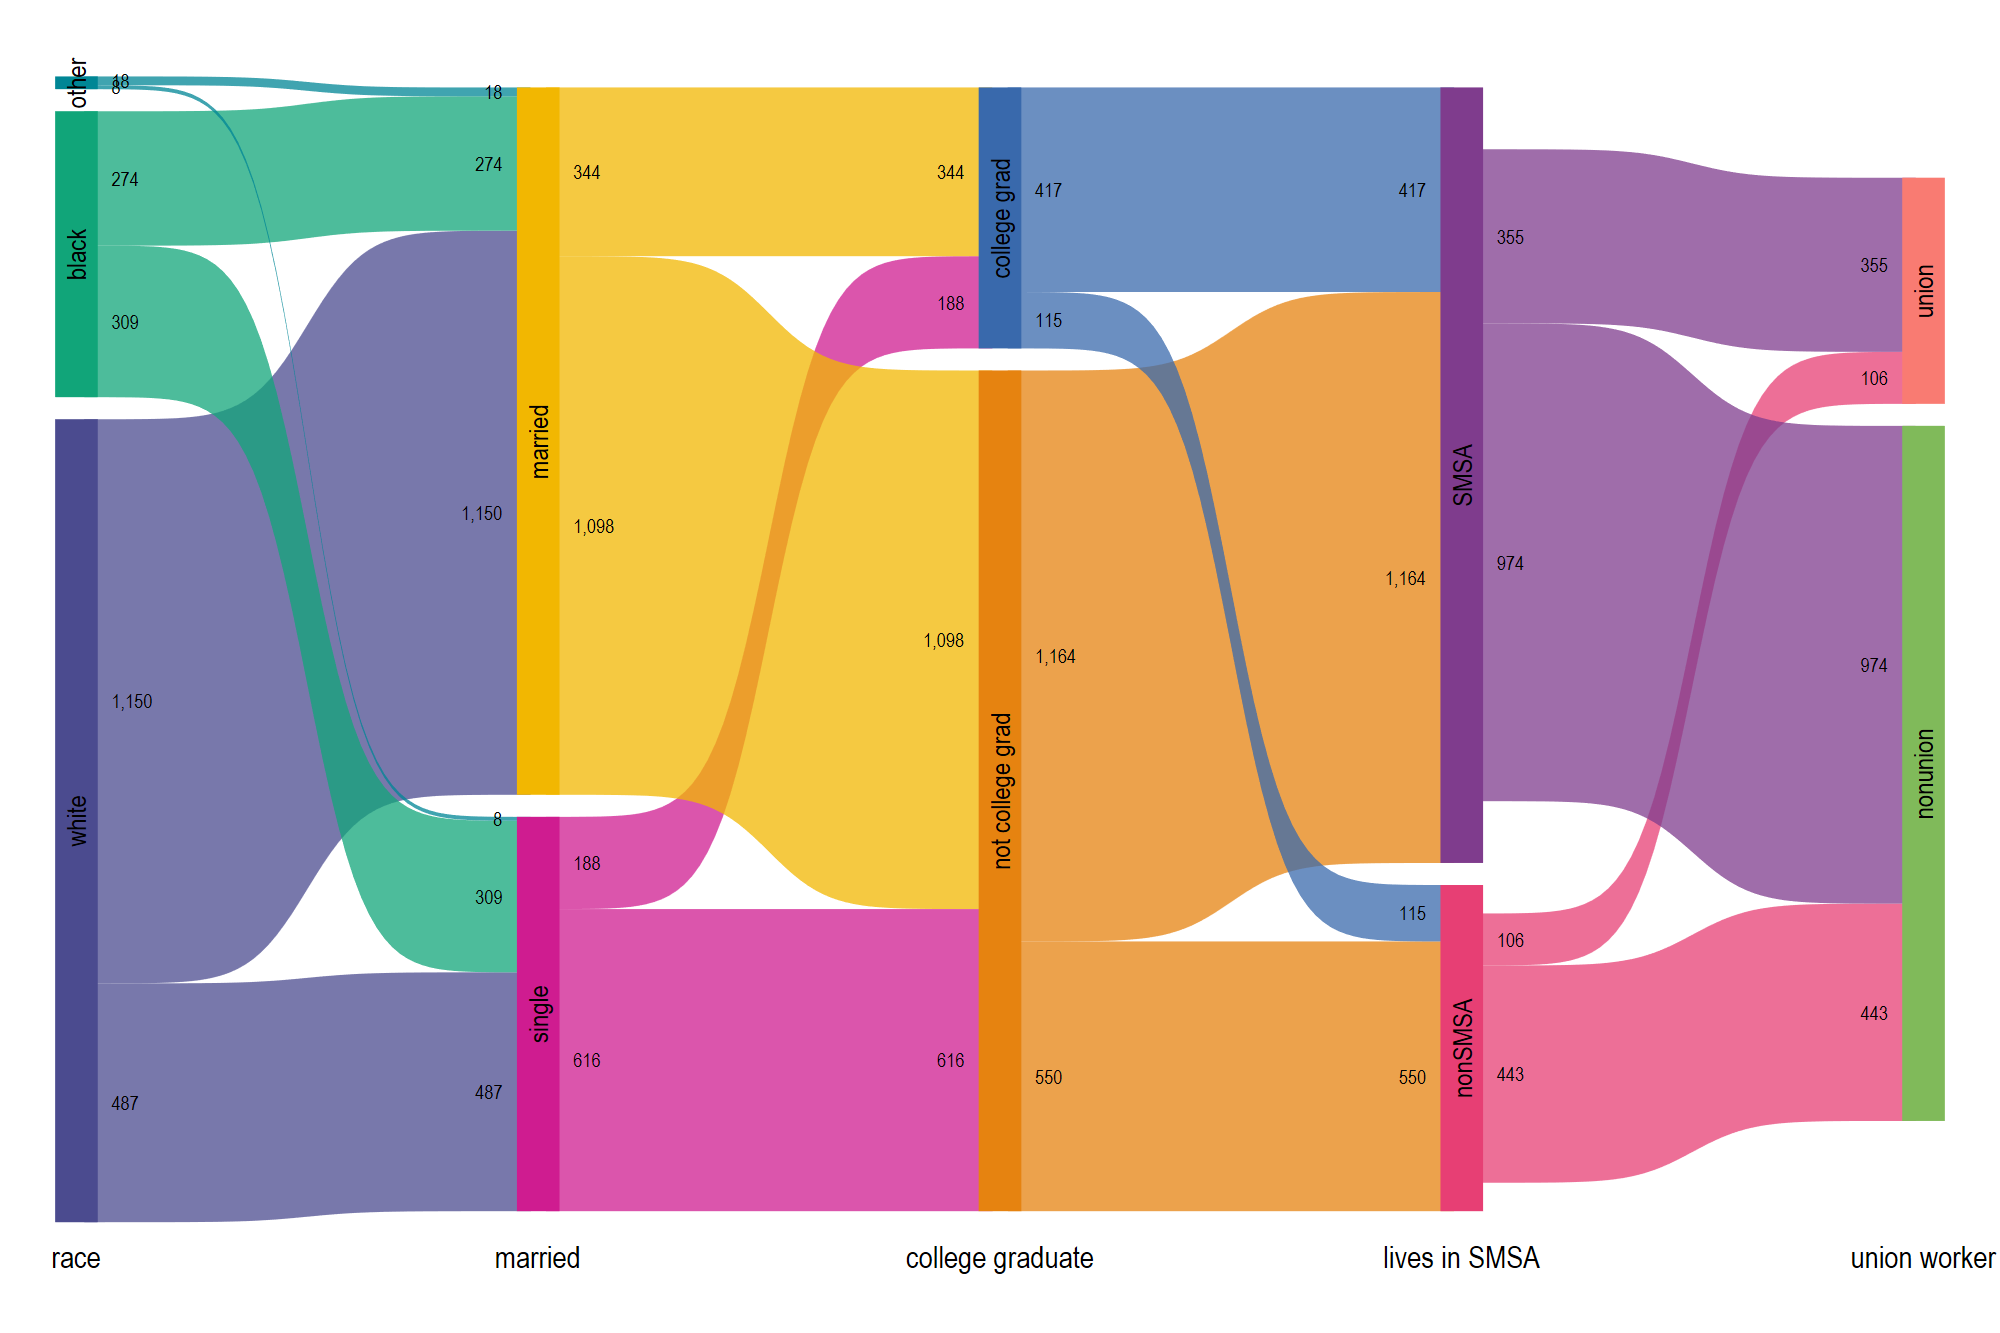 other
18
8
black
274
309
white
1,150
487
18
274
1,150
married
344
1,098
8
309
487
single
188
616
344
188
college grad
417
115
1,098
616
not college grad
1,164
550
417
1,164
SMSA
355
974
115
550
nonSMSA
106
443
355
106
union
974
443
nonunion
race
married
college graduate
lives in SMSA
union worker